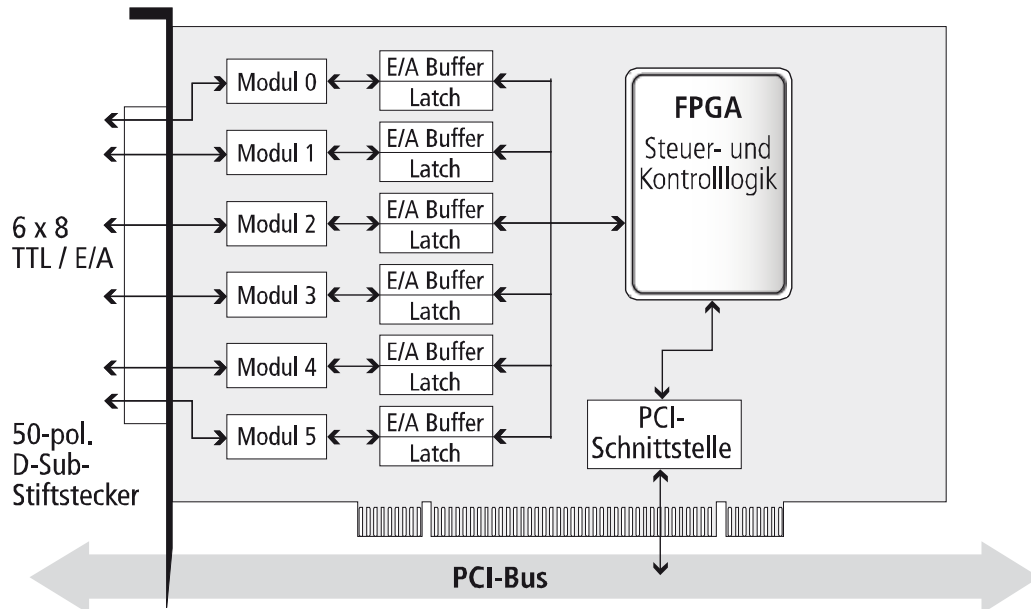 Modul 0
E/A Buffer
Latch
Modul 1
E/A Buffer
Latch
Modul 2
E/A Buffer
Latch
Modul 3
E/A Buffer
Latch
Modul 4
E/A Buffer
Latch
Modul 5
E/A Buffer
Latch
FPGA
Steuer- und
Kontrolllogik
6 x 8
TTL / E/A
50-pol.
D-Sub-
Stiftstecker
PCI-
Schnittstelle
PCI-Bus